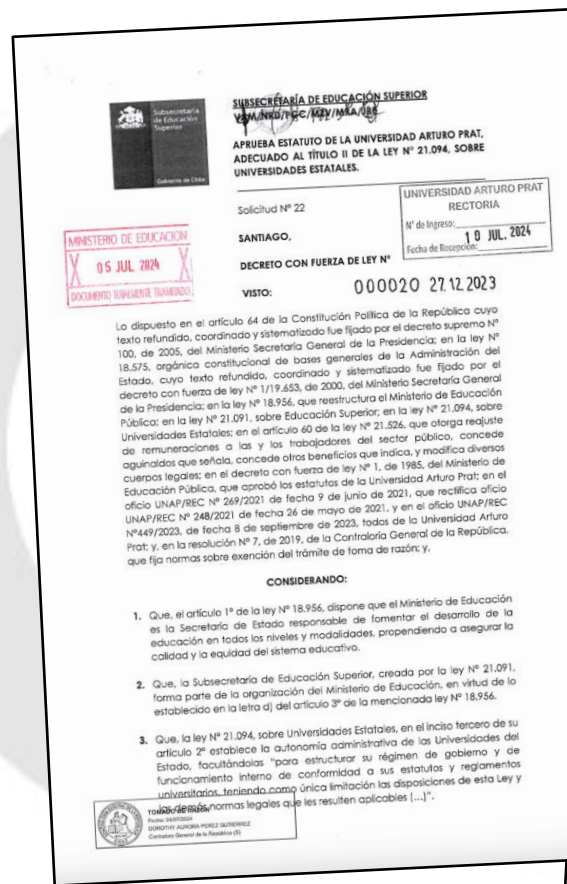 Subsecretaría
de Educación
Superior
Gobierno de Chile
SUBSECRETARÍA DE EDUCACIÓN SUPERIOR
APRUEBA ESTATUTO DE LA UNIVERSIDAD ARTURO PRAT,
ADECUADO AL TÍTULO II DE LA LEY N° 21.094, SOBRE
UNIVERSIDADES ESTATALES.
Solicitud N° 22
UNIVERSIDAD ARTURO PRAT
RECTORIA
N° de Ingreso:
10 JUL. 2024
Fecha de Recepción:
MINISTERIO DE EDUCACION
05 JUL 2024
DOCUMENTO TOTALMENTE TRAMITADO
SANTIAGO,
DECRETO CON FUERZA DE LEY N°
000020 27.12.2023
VISTO:
Lo dispuesto en el artículo 64 de la Constitución Política de la República cuyo
texto refundido, coordinado y sistematizado fue fijado por el decreto supremo N°
100, de 2005, del Ministerio Secretaría General de la Presidencia; en la ley N°
18.575, orgánica constitucional de bases generales de la Administración del
Estado, cuyo texto refundido, coordinado y sistematizado fue fijado por el
decreto con fuerza de ley N° 1/19.653, de 2000, del Ministerio Secretaría General
de la Presidencia; en la ley N° 18.956, que reestructura el Ministerio de Educación
Pública; en la ley N° 21.091, sobre Educación Superior; en la ley N° 21.094, sobre
Universidades Estatales; en el artículo 60 de la ley N° 21.526, que otorga reajuste
de remuneraciones a las y los trabajadores del sector público, concede
aguinaldos que señala, concede otros beneficios que indica, y modifica diversos
cuerpos legales; en el decreto con fuerza de ley N° 1, de 1985, del Ministerio de
Educación Pública, que aprobó los estatutos de la Universidad Arturo Prat; en el
oficio UNAP/REC N° 269/2021 de fecha 9 de junio de 2021, que rectifica oficio
UNAP/REC N° 248/2021 de fecha 26 de mayo de 2021, y en el oficio UNAP/REC
N°449/2023, de fecha 8 de septiembre de 2023, todos de la Universidad Arturo
Prat; y, en la resolución N° 7, de 2019, de la Contraloría General de la República,
que fija normas sobre exención del trámite de toma de razón; y,
CONSIDERANDO:
1. Que, el artículo 1° de la ley N° 18.956, dispone que el Ministerio de Educación
es la Secretaría de Estado responsable de fomentar el desarrollo de la
educación en todos los niveles y modalidades, propendiendo a asegurar la
calidad y la equidad del sistema educativo.
2. Que, la Subsecretaría de Educación Superior, creada por la ley N° 21.091,
forma parte de la organización del Ministerio de Educación, en virtud de lo
establecido en la letra d) del artículo 3° de la mencionada ley N° 18.956.
3. Que, la ley N° 21.094, sobre Universidades Estatales, en el inciso tercero de su
artículo 2° establece la autonomía administrativa de las Universidades del
Estado, facultándolas "para estructurar su régimen de gobierno y de
funcionamiento interno de conformidad a sus estatutos y reglamentos
universitarios, teniendo como única limitación las disposiciones de esta Ley y
las demás normas legales que les resulten aplicables (...)".
TOMADO DE RAZÓN
Fecha: 04/07/2024
DOROTHY AURORA PEREZ GUTIERREZ
Contralora General de la República (S)